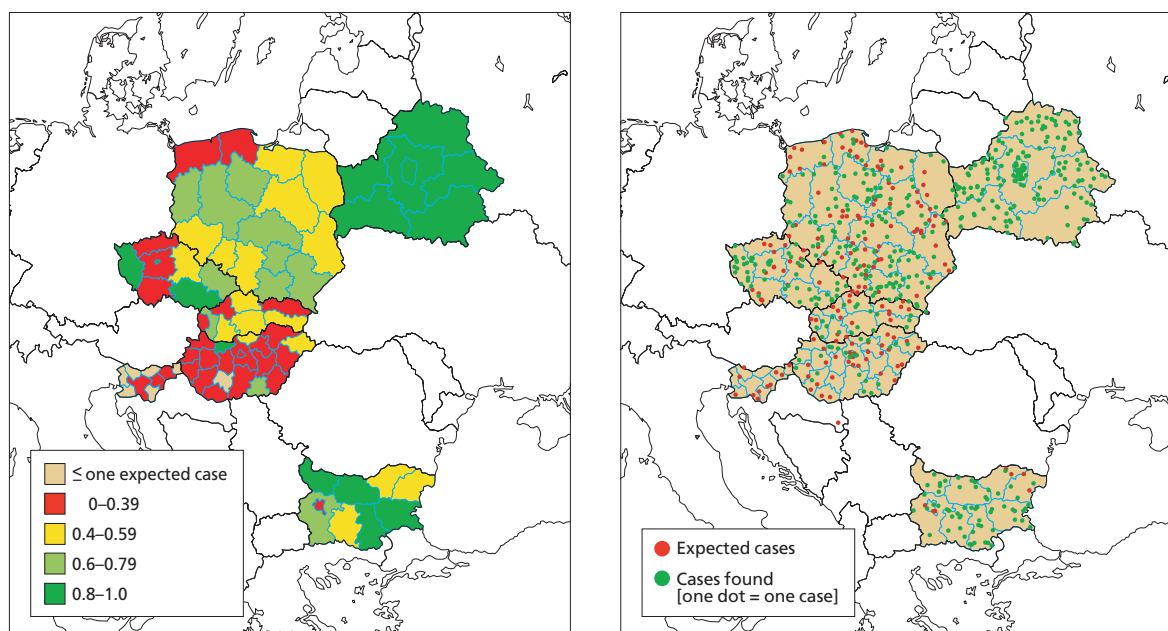 ≤ one expected case
0–0.39
0.4–0.59
0.6–0.79
0.8–1.0
Expected cases
Cases found
[one dot = one case]